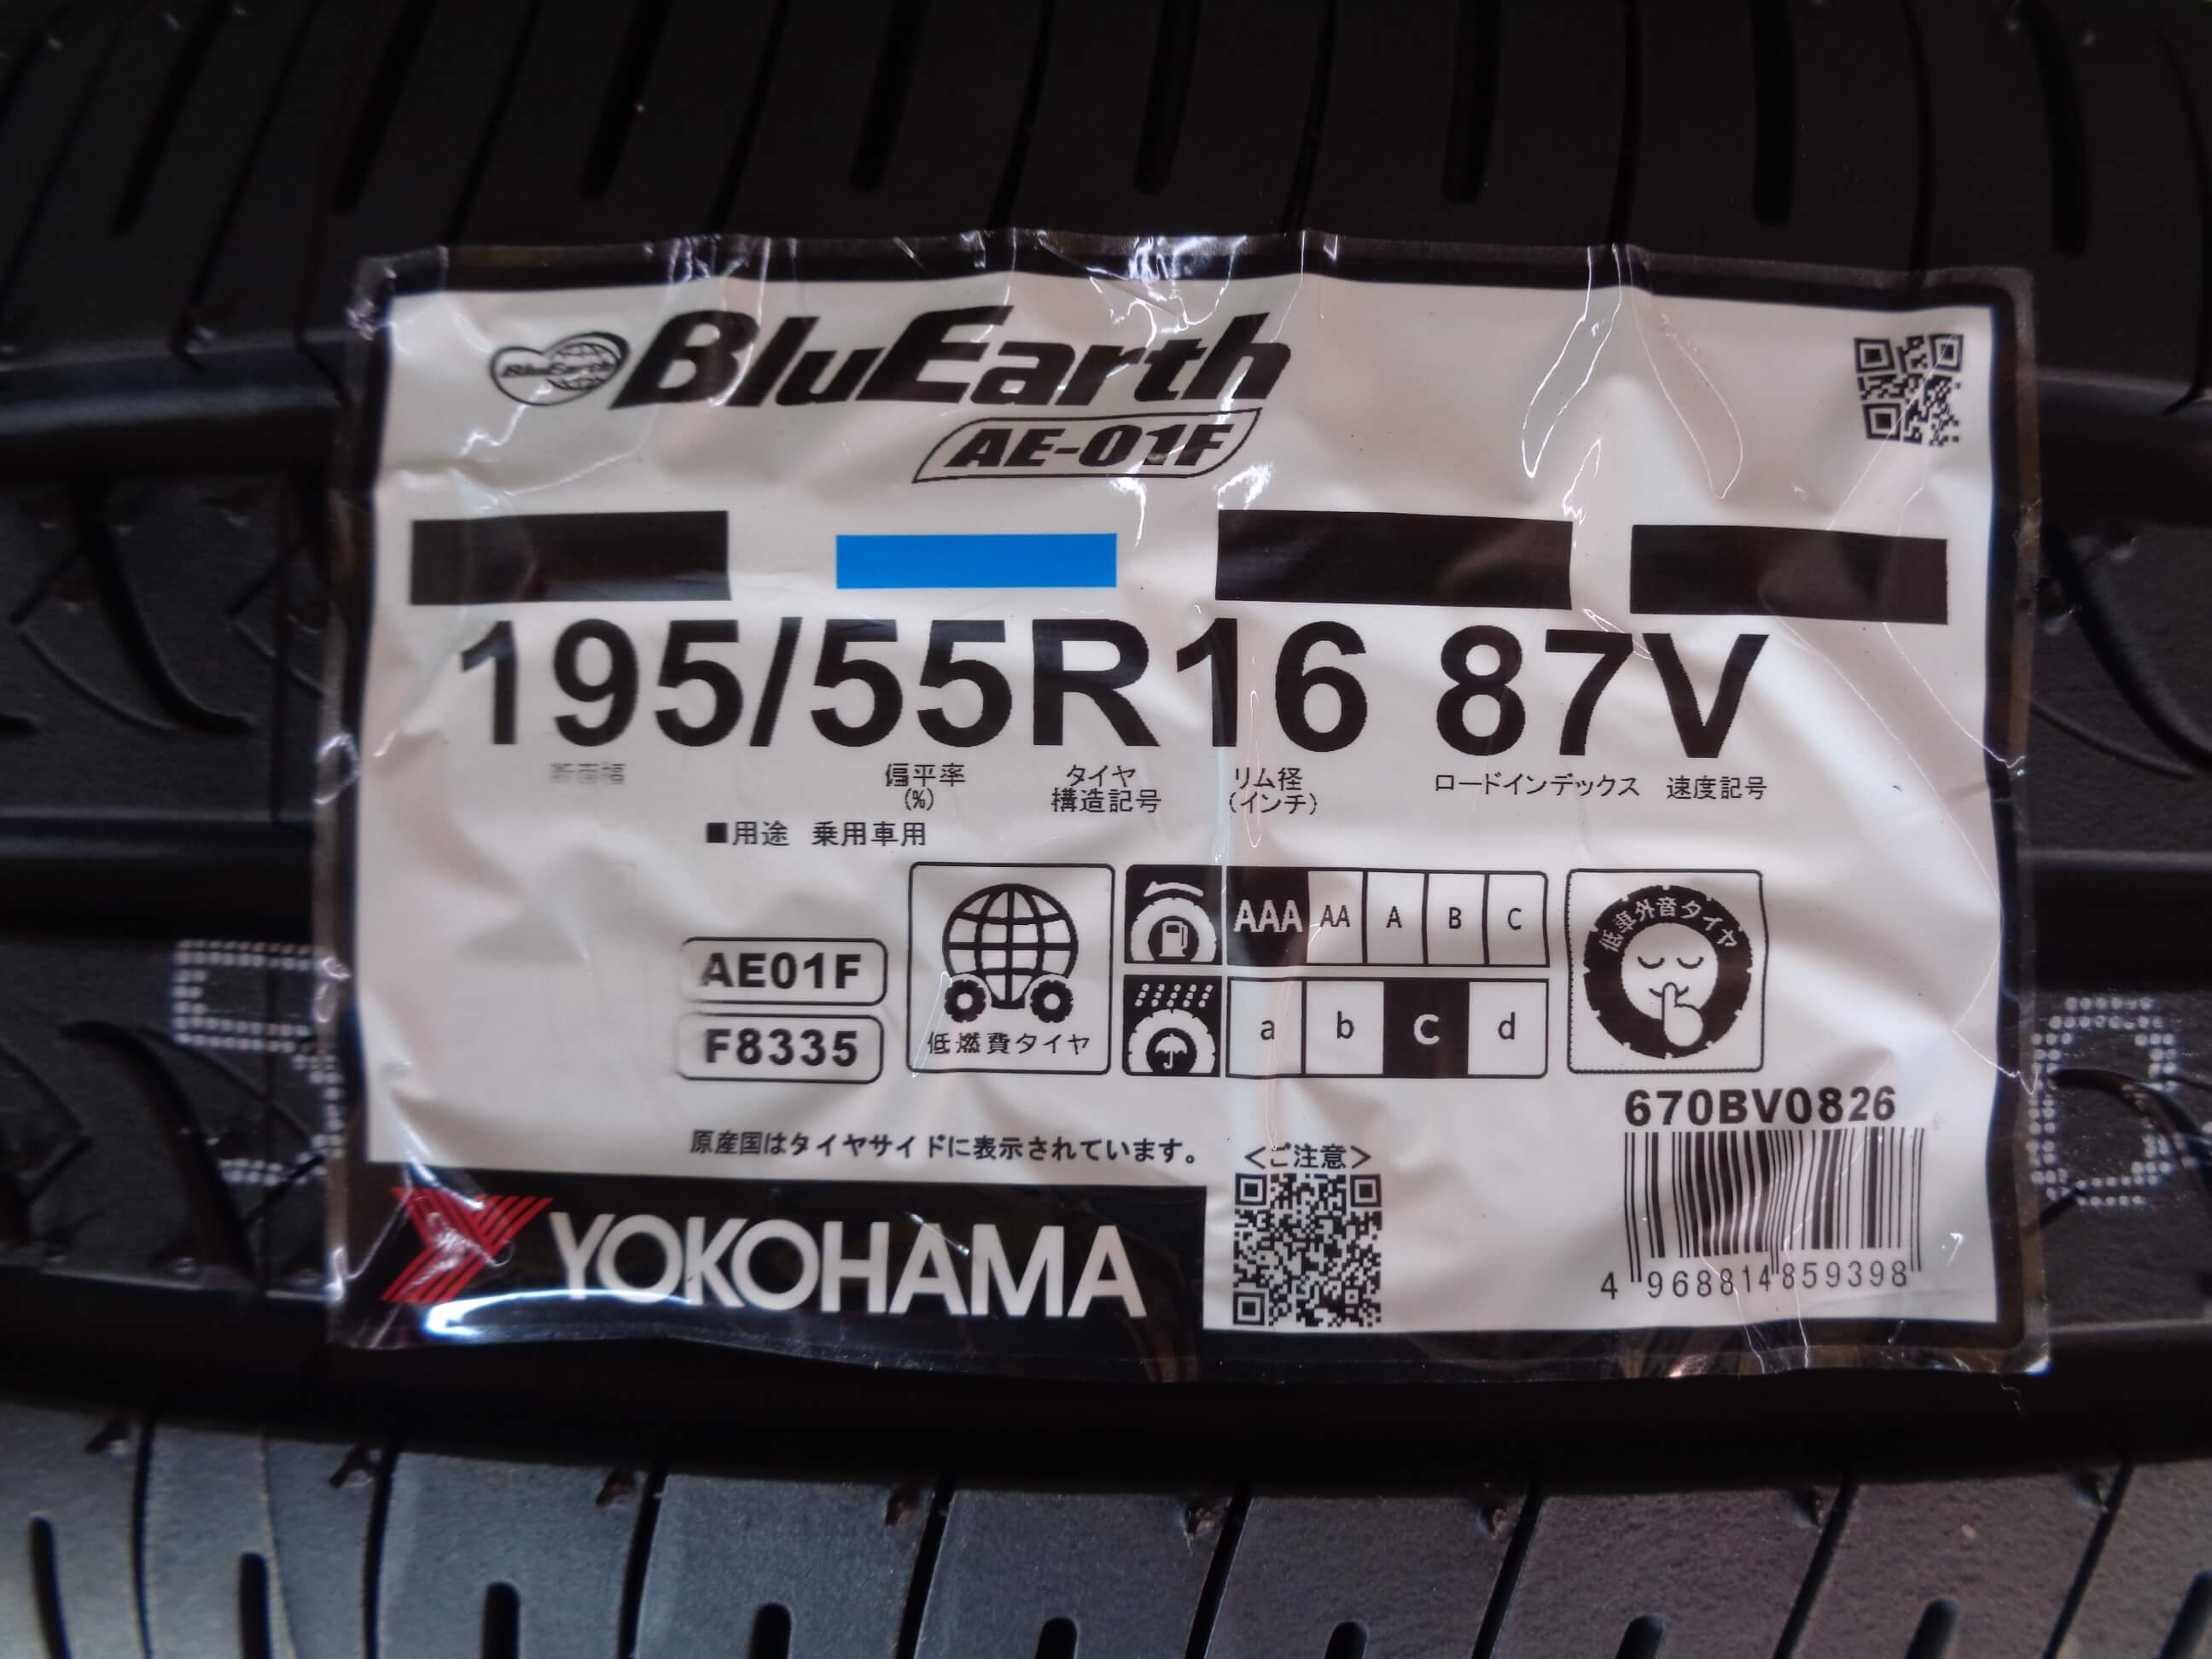 BluEarth
BluEarth
AE-01F
195/55R16 87V
断面幅 偏平率 タイヤ リム径 ロードインデックス 速度記号
(%) 構造記号 (インチ)
■用途 乗用車用
AE01F
F8335
低燃費タイヤ
AAA AA A B C
a b c d
低車外音タイヤ
670BV0826
原産国はタイヤサイドに表示されています。
<ご注意>
YOKOHAMA
4 968814 859398